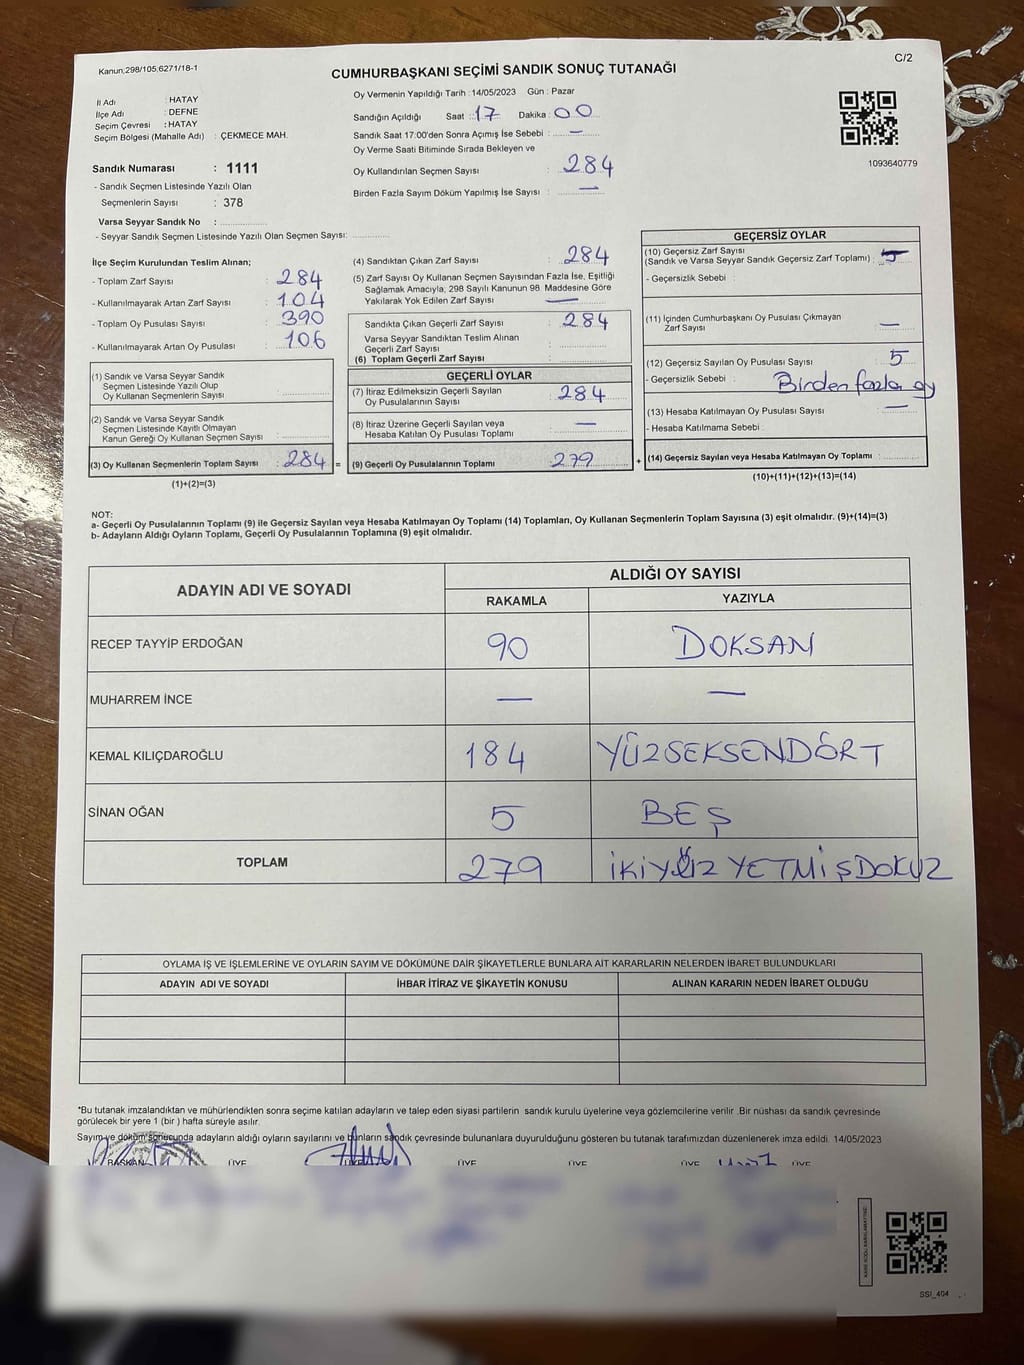 Kanun;298/105;6271/18-1
C/2
CUMHURBAŞKANI SEÇİMİ SANDIK SONUÇ TUTANAĞI
İl Adı : HATAY
İlçe Adı : DEFNE
Seçim Çevresi : HATAY
Seçim Bölgesi (Mahalle Adı) : ÇEKMECE MAH.
Sandık Numarası : 1111
- Sandık Seçmen Listesinde Yazılı Olan
Seçmenlerin Sayısı : 378
Varsa Seyyar Sandık No :
- Seyyar Sandık Seçmen Listesinde Yazılı Olan Seçmen Sayısı:
Oy Vermenin Yapıldığı Tarih :14/05/2023 Gün : Pazar
Sandığın Açıldığı Saat : 17 Dakika : 00
Sandık Saat 17:00'den Sonra Açımış İse Sebebi : —
Oy Verme Saati Bitiminde Sırada Bekleyen ve
Oy Kullandırılan Seçmen Sayısı : 284
Birden Fazla Sayım Döküm Yapılmış İse Sayısı : —
1093640779
İlçe Seçim Kurulundan Teslim Alınan;
- Toplam Zarf Sayısı : 284
- Kullanılmayarak Artan Zarf Sayısı : 104
- Toplam Oy Pusulası Sayısı : 390
- Kullanılmayarak Artan Oy Pusulası : 106
(1) Sandık ve Varsa Seyyar Sandık
Seçmen Listesinde Yazılı Olup
Oy Kullanan Seçmenlerin Sayısı :
(2) Sandık ve Varsa Seyyar Sandık
Seçmen Listesinde Kayıtlı Olmayan
Kanun Gereği Oy Kullanan Seçmen Sayısı :
(3) Oy Kullanan Seçmenlerin Toplam Sayısı : 284 =
(1)+(2)=(3)
(4) Sandıktan Çıkan Zarf Sayısı : 284
(5) Zarf Sayısı Oy Kullanan Seçmen Sayısından Fazla İse, Eşitliği
Sağlamak Amacıyla; 298 Sayılı Kanunun 98. Maddesine Göre
Yakılarak Yok Edilen Zarf Sayısı : —
Sandıkta Çıkan Geçerli Zarf Sayısı : 284
Varsa Seyyar Sandıktan Teslim Alınan
Geçerli Zarf Sayısı :
(6) Toplam Geçerli Zarf Sayısı :
GEÇERLİ OYLAR
(7) İtiraz Edilmeksizin Geçerli Sayılan
Oy Pusulalarının Sayısı : 284
(8) İtiraz Üzerine Geçerli Sayılan veya
Hesaba Katılan Oy Pusulası Toplamı : —
(9) Geçerli Oy Pusulalarının Toplamı : 279 +
GEÇERSİZ OYLAR
(10) Geçersiz Zarf Sayısı
(Sandık ve Varsa Seyyar Sandık Geçersiz Zarf Toplamı) :
- Geçersizlik Sebebi :
(11) İçinden Cumhurbaşkanı Oy Pusulası Çıkmayan
Zarf Sayısı : —
(12) Geçersiz Sayılan Oy Pusulası Sayısı : 5
- Geçersizlik Sebebi : Birden fazla oy
(13) Hesaba Katılmayan Oy Pusulası Sayısı : —
- Hesaba Katılmama Sebebi :
(14) Geçersiz Sayılan veya Hesaba Katılmayan Oy Toplamı :
(10)+(11)+(12)+(13)=(14)
NOT:
a- Geçerli Oy Pusulalarının Toplamı (9) ile Geçersiz Sayılan veya Hesaba Katılmayan Oy Toplamı (14) Toplamları, Oy Kullanan Seçmenlerin Toplam Sayısına (3) eşit olmalıdır. (9)+(14)=(3)
b- Adayların Aldığı Oyların Toplamı, Geçerli Oy Pusulalarının Toplamına (9) eşit olmalıdır.
ADAYIN ADI VE SOYADI
ALDIĞI OY SAYISI
RAKAMLA YAZIYLA
RECEP TAYYİP ERDOĞAN 90 DOKSAN
MUHARREM İNCE — —
KEMAL KILIÇDAROĞLU 184 YÜZSEKSENDÖRT
SİNAN OĞAN 5 BEŞ
TOPLAM 279 İKİYÜZ YETMİŞDOKUZ
OYLAMA İŞ VE İŞLEMLERİNE VE OYLARIN SAYIM VE DÖKÜMÜNE DAİR ŞİKAYETLERLE BUNLARA AİT KARARLARIN NELERDEN İBARET BULUNDUKLARI
ADAYIN ADI VE SOYADI İHBAR İTİRAZ VE ŞİKAYETİN KONUSU ALINAN KARARIN NEDEN İBARET OLDUĞU
*Bu tutanak imzalandıktan ve mühürlendikten sonra seçime katılan adayların ve talep eden siyasi partilerin sandık kurulu üyelerine veya gözlemcilerine verilir .Bir nüshası da sandık çevresinde
görülecek bir yere 1 (bir ) hafta süreyle asılır.
Sayım ve döküm sonucunda adayların aldığı oyların sayılarını ve bunların sandık çevresinde bulunanlara duyurulduğunu gösteren bu tutanak tarafımızdan düzenlenerek imza edildi. 14/05/2023
BAŞKAN ÜYE ÜYE ÜYE ÜYE ÜYE ÜYE
SSI_404